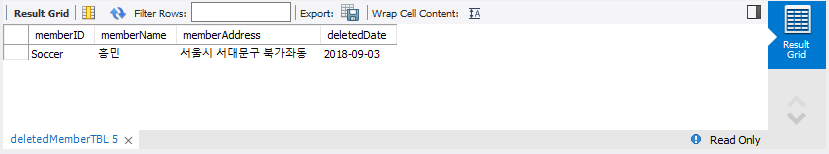 Result Grid Filter Rows: Export: Wrap Cell Content:
memberID memberName memberAddress deletedDate
Soccer 흥민 서울시 서대문구 북가좌동 2018-09-03
Result
Grid
deletedMemberTBL 5 Read Only